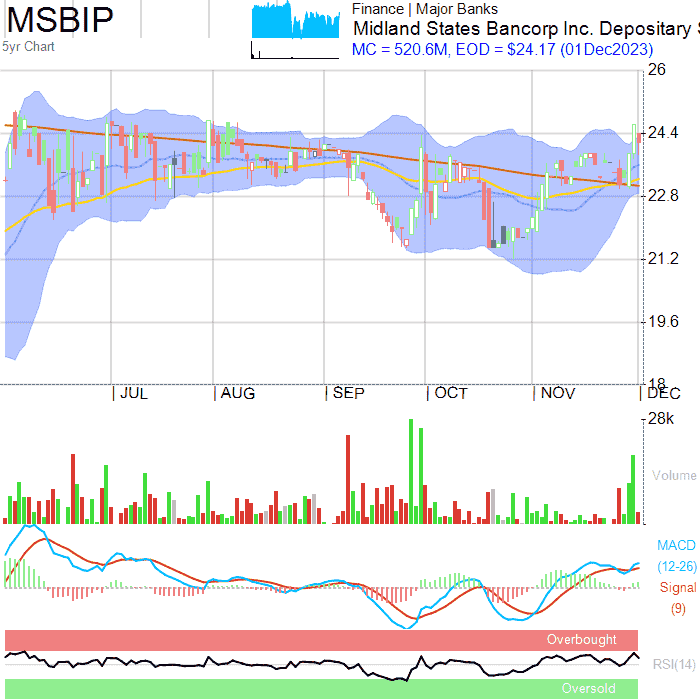 MSBIP
5yr Chart
Finance | Major Banks
Midland States Bancorp Inc. Depositary S
MC = 520.6M, EOD = $24.17 (01Dec2023)
26
24.4
22.8
21.2
19.6
18
JUL AUG SEP OCT NOV DEC
28k
Volume
MACD
(12-26)
Signal
(9)
Overbought
RSI(14)
Oversold